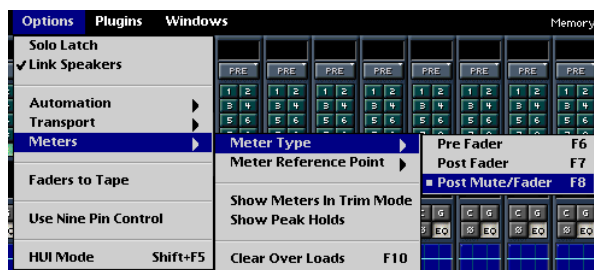 Options Plugins Windows Memory
Solo Latch
✓Link Speakers
PRE PRE PRE PRE PRE PRE PRE PRE
1 2 1 2 1 2 1 2 1 2 1 2 1 2 1 2
Automation
3 4 3 4 3 4 3 4 3 4 3 4 3 4 3 4
Transport
5 6 5 6 5 6 5 6 5 6 5 6 5 6 5 6
Meters
Meter Type
Pre Fader F6
Meter Reference Point
Post Fader F7
Faders to Tape
Post Mute/Fader F8
Show Meters In Trim Mode
Use Nine Pin Control
Show Peak Holds
C G C G C G C G
Ø EQ Ø EQ Ø EQ Ø EQ
HUI Mode Shift+F5
Clear Over Loads F10